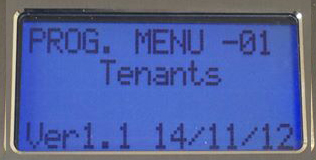 PROG. MENU -01
Tenants
Ver1.1 14/11/12